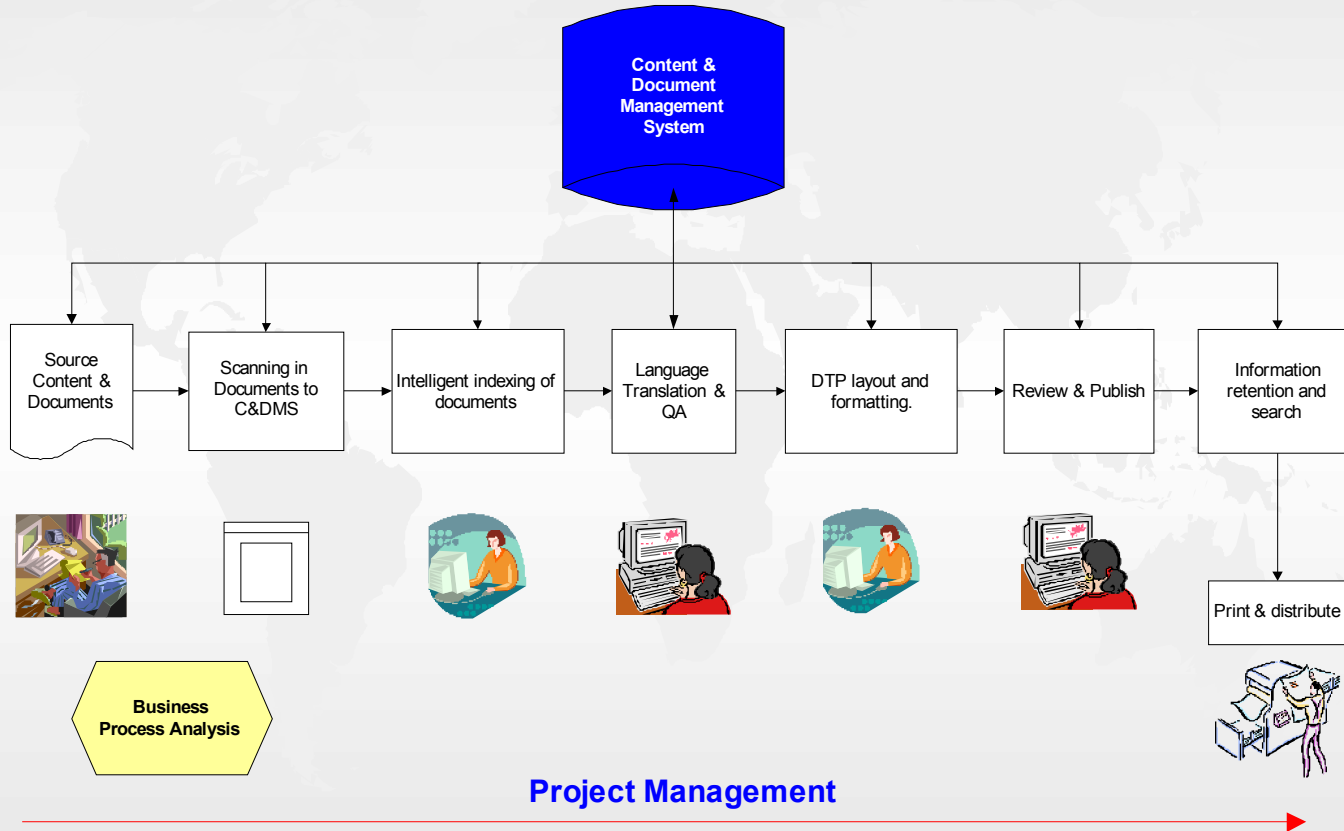 Content &
Document
Management
System
Source
Content &
Documents
Scanning in
Documents to
C&DMS
Intelligent indexing of
documents
Language
Translation &
QA
DTP layout and
formatting.
Review & Publish
Information
retention and
search
Print & distribute
Business
Process Analysis
Project Management